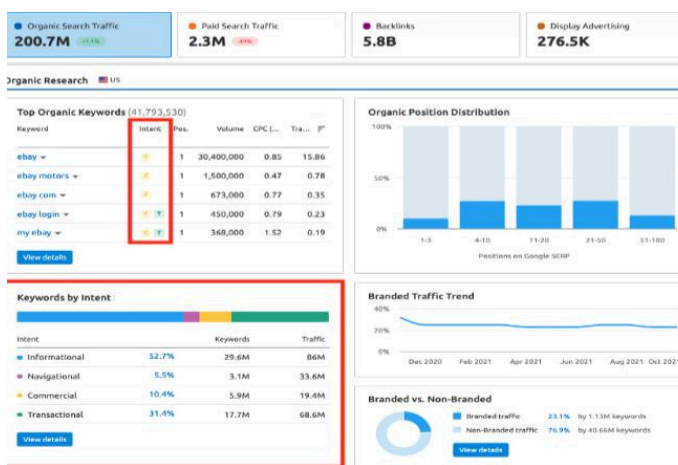 Organic Search Traffic
200.7M
Paid Search Traffic
2.3M
Backlinks
5.8B
Display Advertising
276.5K
Organic Research US
Top Organic Keywords (41,793,530)
Keyword Intent Pos. Volume CPC (... Tra...
ebay C 1 30,400,000 0.85 15.86
ebay motors C 1 1,500,000 0.47 0.78
ebay com C 1 673,000 0.77 0.35
ebay login C T 1 450,000 0.79 0.23
my ebay C T 1 368,000 1.52 0.19
View details
Organic Position Distribution
100%
50%
0%
1-3 4-10 11-20 21-50 51-100
Positions on Google SERP
Keywords by Intent
Intent Keywords Traffic
Informational 52.7% 29.6M 86M
Navigational 5.5% 3.1M 33.6M
Commercial 10.4% 5.9M 19.4M
Transactional 31.4% 17.7M 68.6M
View details
Branded Traffic Trend
40%
20%
0%
Dec 2020 Feb 2021 Apr 2021 Jun 2021 Aug 2021 Oct 2021
Branded vs. Non-Branded
Branded traffic 23.1% by 1.13M keywords
Non-Branded traffic 76.9% by 40.66M keywords
View details